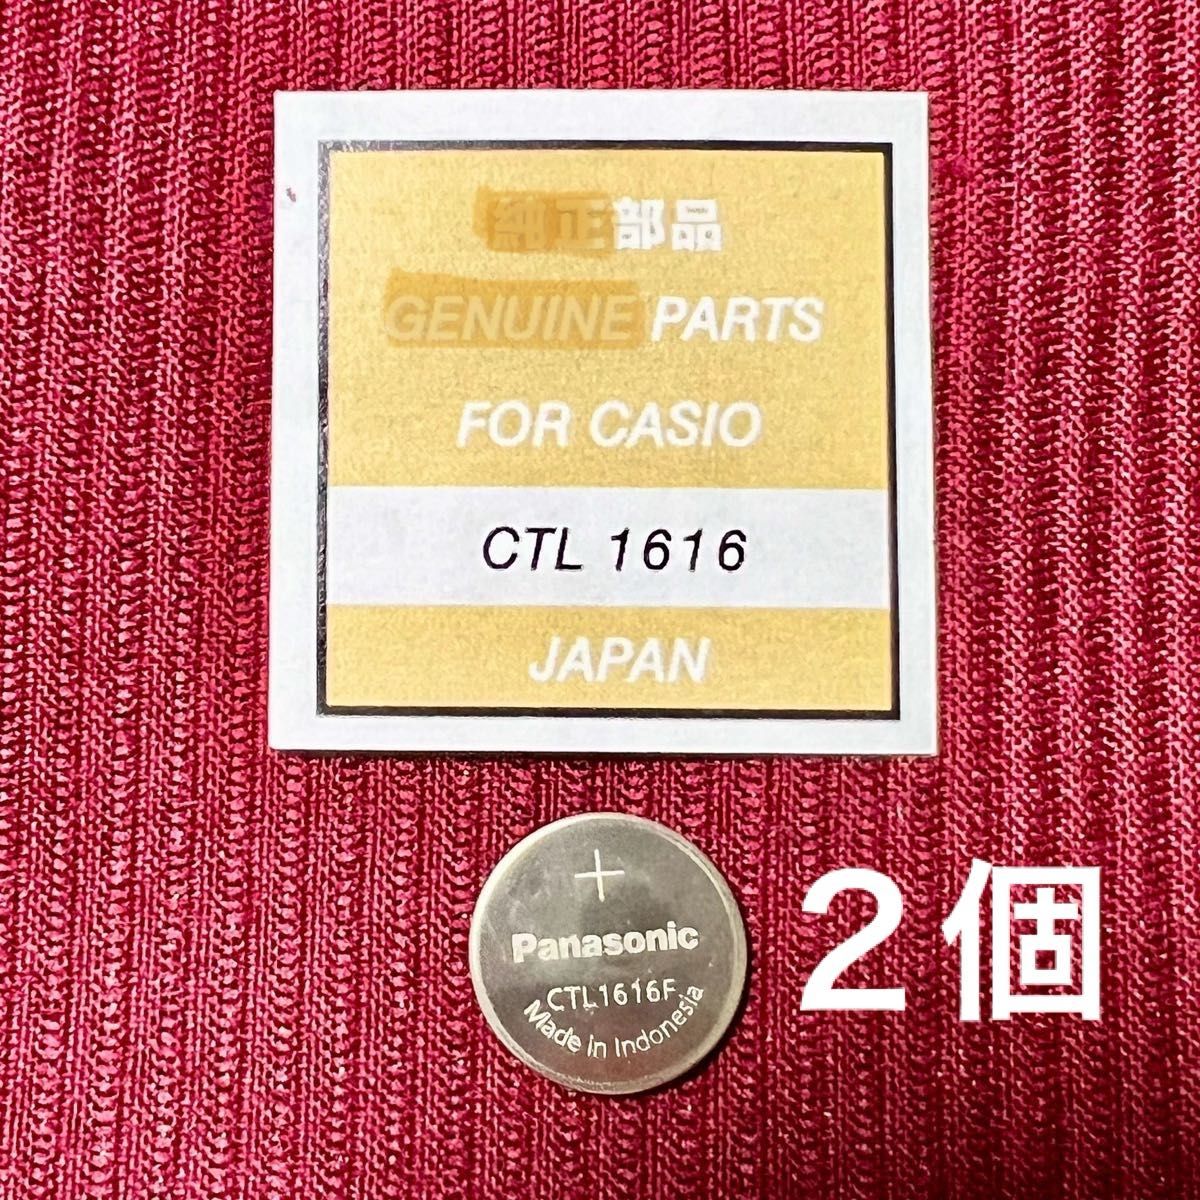 純正部品
GENUINE PARTS
FOR CASIO
CTL 1616
JAPAN
+
Panasonic
CTL1616F
Made in Indonesia
2個